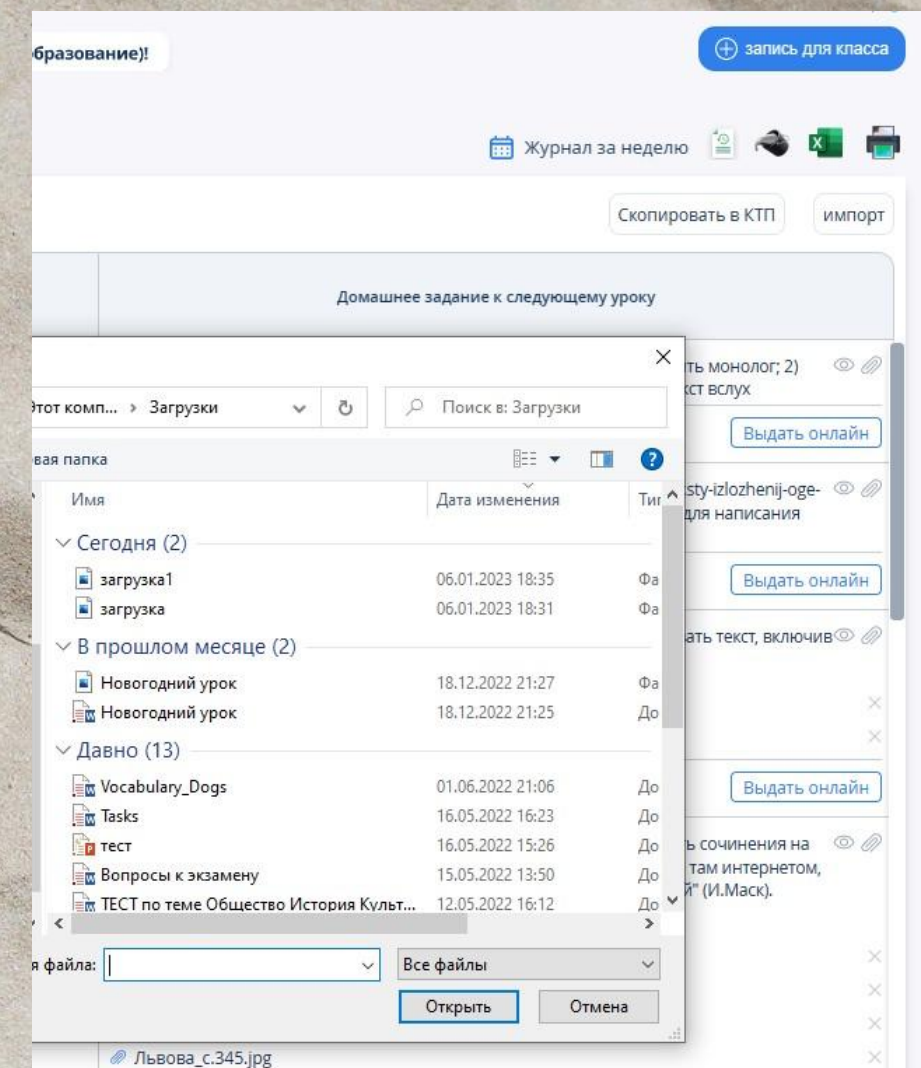 бразование)!
запись для класса
Журнал за неделю
Скопировать в КТП
импорт
Домашнее задание к следующему уроку
ть монолог; 2)
кст вслух
Этот комп... › Загрузки
Поиск в: Загрузки
Выдать онлайн
вая папка
Имя
Дата изменения
Тип
sty-izlozhenij-oge-
для написания
Сегодня (2)
загрузка1 06.01.2023 18:35 Фа
Выдать онлайн
загрузка 06.01.2023 18:31 Фа
ать текст, включив
В прошлом месяце (2)
Новогодний урок 18.12.2022 21:27 Фа
Новогодний урок 18.12.2022 21:25 До
Давно (13)
Vocabulary_Dogs 01.06.2022 21:06 До
Выдать онлайн
Tasks 16.05.2022 16:23 До
тест 16.05.2022 15:26 До
ь сочинения на
там интернетом,
й" (И.Маск).
Вопросы к экзамену 15.05.2022 13:50 До
ТЕСТ по теме Общество История Культ... 12.05.2022 16:12 До
я файла:
Все файлы
Открыть
Отмена
Львова_с.345.jpg